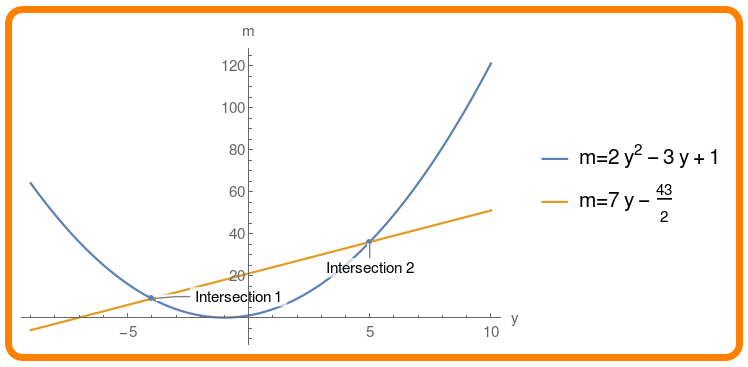 m
120
100
80
60
40
20
−5
5
10
y
Intersection 1
Intersection 2
m=2 y² − 3 y + 1
m=7 y − 43/2